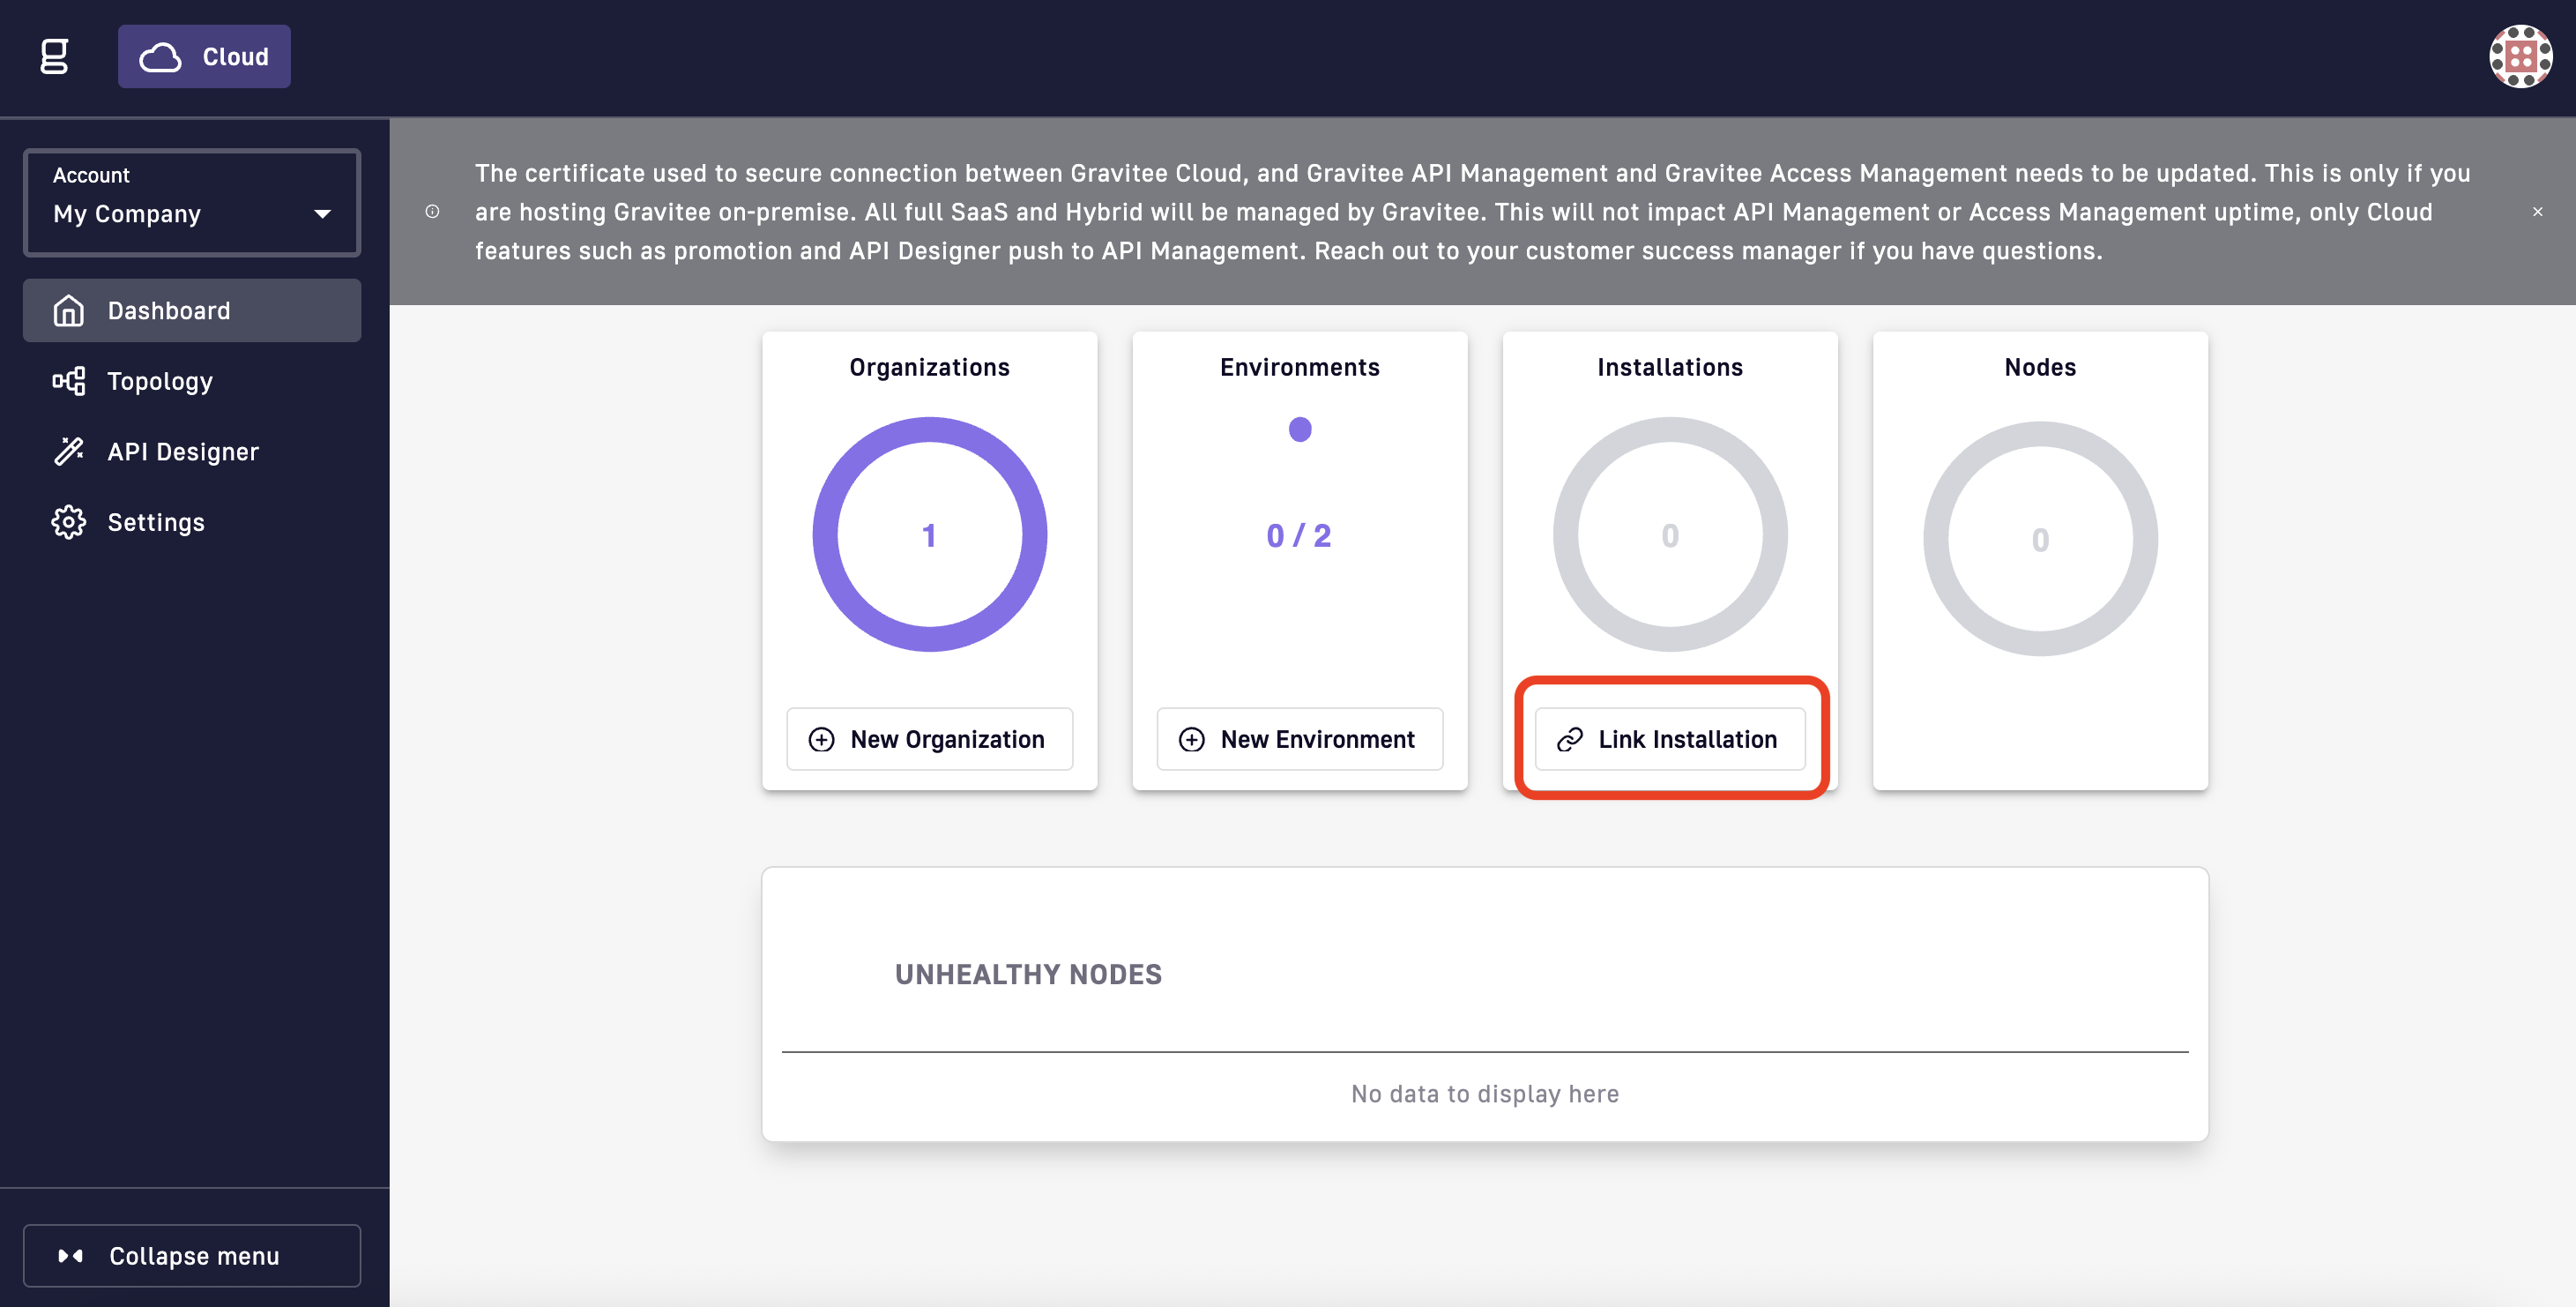 g
Cloud
Account
My Company
Dashboard
Topology
API Designer
Settings
Collapse menu
The certificate used to secure connection between Gravitee Cloud, and Gravitee API Management and Gravitee Access Management needs to be updated. This is only if you
are hosting Gravitee on-premise. All full SaaS and Hybrid will be managed by Gravitee. This will not impact API Management or Access Management uptime, only Cloud
features such as promotion and API Designer push to API Management. Reach out to your customer success manager if you have questions.
Organizations
1
New Organization
Environments
0 / 2
New Environment
Installations
0
Link Installation
Nodes
0
UNHEALTHY NODES
No data to display here